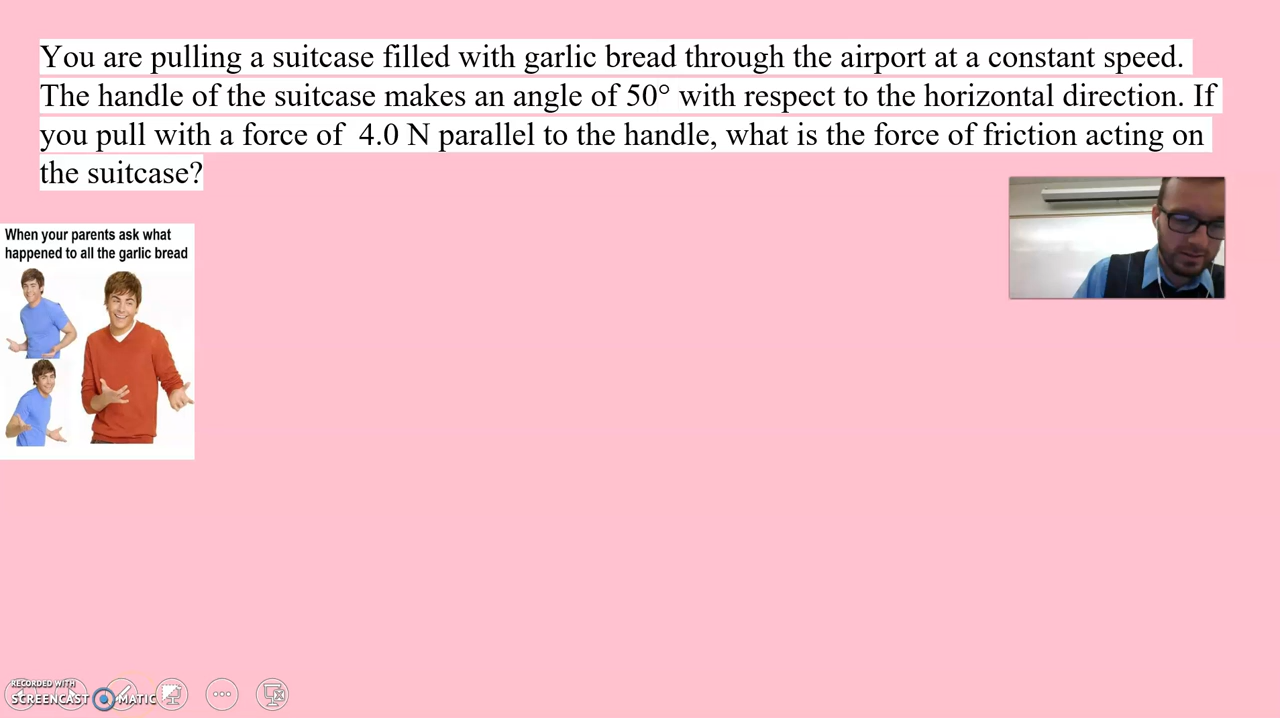 You are pulling a suitcase filled with garlic bread through the airport at a constant speed.
The handle of the suitcase makes an angle of 50° with respect to the horizontal direction. If
you pull with a force of  4.0 N parallel to the handle, what is the force of friction acting on
the suitcase?
When your parents ask what
happened to all the garlic bread
RECORDED WITH
SCREENCAST MATIC